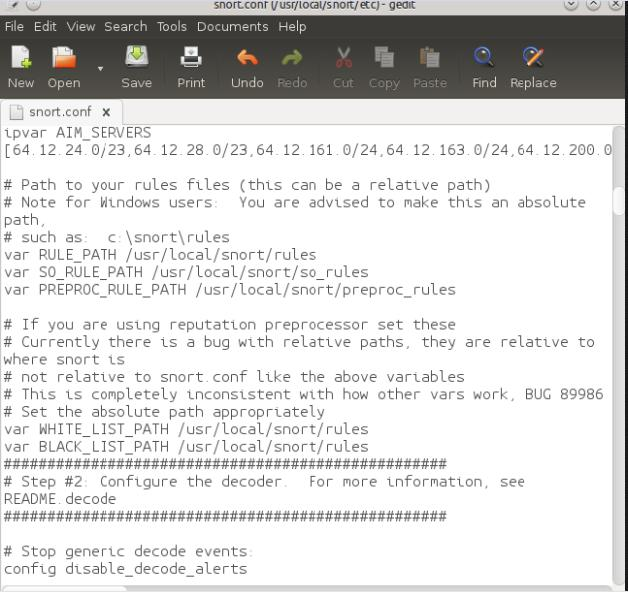 snort.conf (/usr/local/snort/etc) - gedit
File Edit View Search Tools Documents Help
New Open Save Print Undo Redo Cut Copy Paste Find Replace
snort.conf x
ipvar AIM_SERVERS
[64.12.24.0/23,64.12.28.0/23,64.12.161.0/24,64.12.163.0/24,64.12.200.0
# Path to your rules files (this can be a relative path)
# Note for Windows users:  You are advised to make this an absolute
path,
# such as:  c:\snort\rules
var RULE_PATH /usr/local/snort/rules
var SO_RULE_PATH /usr/local/snort/so_rules
var PREPROC_RULE_PATH /usr/local/snort/preproc_rules
# If you are using reputation preprocessor set these
# Currently there is a bug with relative paths, they are relative to
where snort is
# not relative to snort.conf like the above variables
# This is completely inconsistent with how other vars work, BUG 89986
# Set the absolute path appropriately
var WHITE_LIST_PATH /usr/local/snort/rules
var BLACK_LIST_PATH /usr/local/snort/rules
###################################################
# Step #2: Configure the decoder.  For more information, see
README.decode
###################################################
# Stop generic decode events:
config disable_decode_alerts